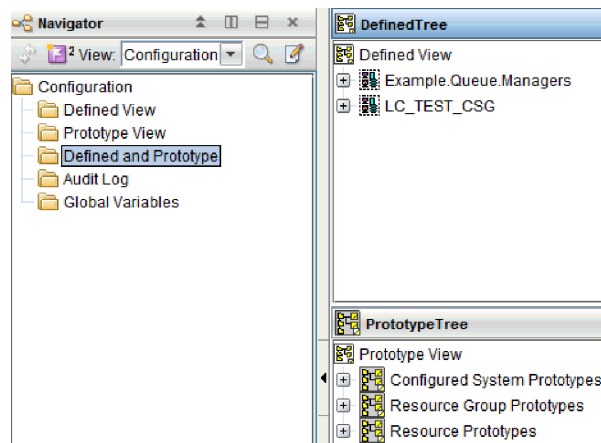 Navigator
2 View: Configuration
Configuration
Defined View
Prototype View
Defined and Prototype
Audit Log
Global Variables
DefinedTree
Defined View
Example.Queue.Managers
LC_TEST_CSG
PrototypeTree
Prototype View
Configured System Prototypes
Resource Group Prototypes
Resource Prototypes